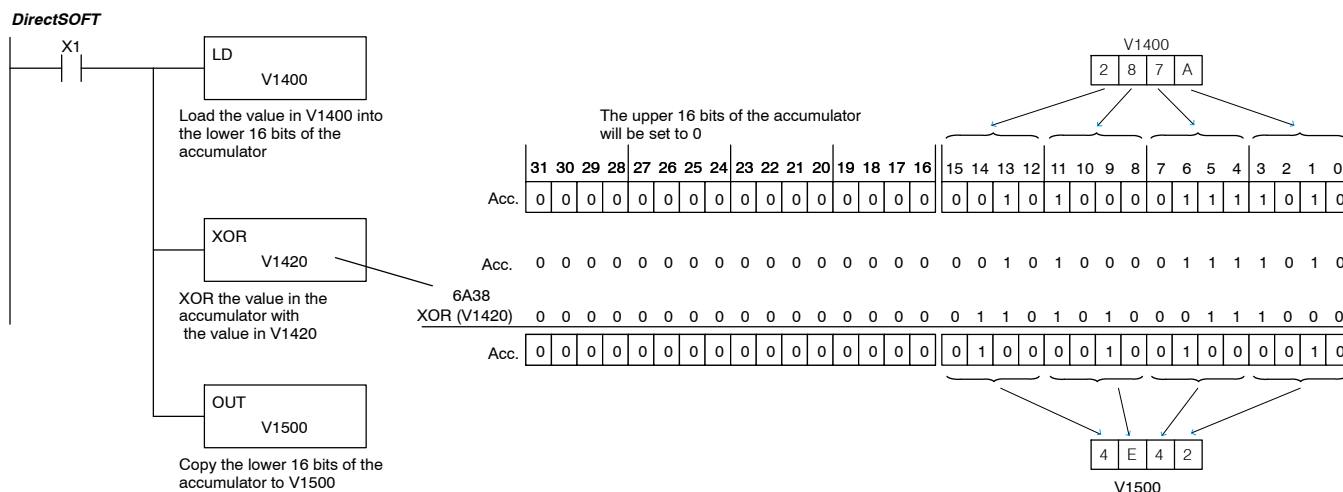 DirectSOFT
X1
LD
V1400
Load the value in V1400 into
the lower 16 bits of the
accumulator
XOR
V1420
XOR the value in the
accumulator with
the value in V1420
OUT
V1500
Copy the lower 16 bits of the
accumulator to V1500
V1400
2 8 7 A
The upper 16 bits of the accumulator
will be set to 0
31 30 29 28 27 26 25 24 23 22 21 20 19 18 17 16 15 14 13 12 11 10 9 8 7 6 5 4 3 2 1 0
Acc. 0 0 0 0 0 0 0 0 0 0 0 0 0 0 0 0 0 0 1 0 1 0 0 0 0 1 1 1 1 0 1 0
Acc. 0 0 0 0 0 0 0 0 0 0 0 0 0 0 0 0 0 0 1 0 1 0 0 0 0 1 1 1 1 0 1 0
6A38
XOR (V1420) 0 0 0 0 0 0 0 0 0 0 0 0 0 0 0 0 0 1 1 0 1 0 1 0 0 0 1 1 1 0 0 0
Acc. 0 0 0 0 0 0 0 0 0 0 0 0 0 0 0 0 0 1 0 0 0 0 1 0 0 1 0 0 0 0 1 0
4 E 4 2
V1500